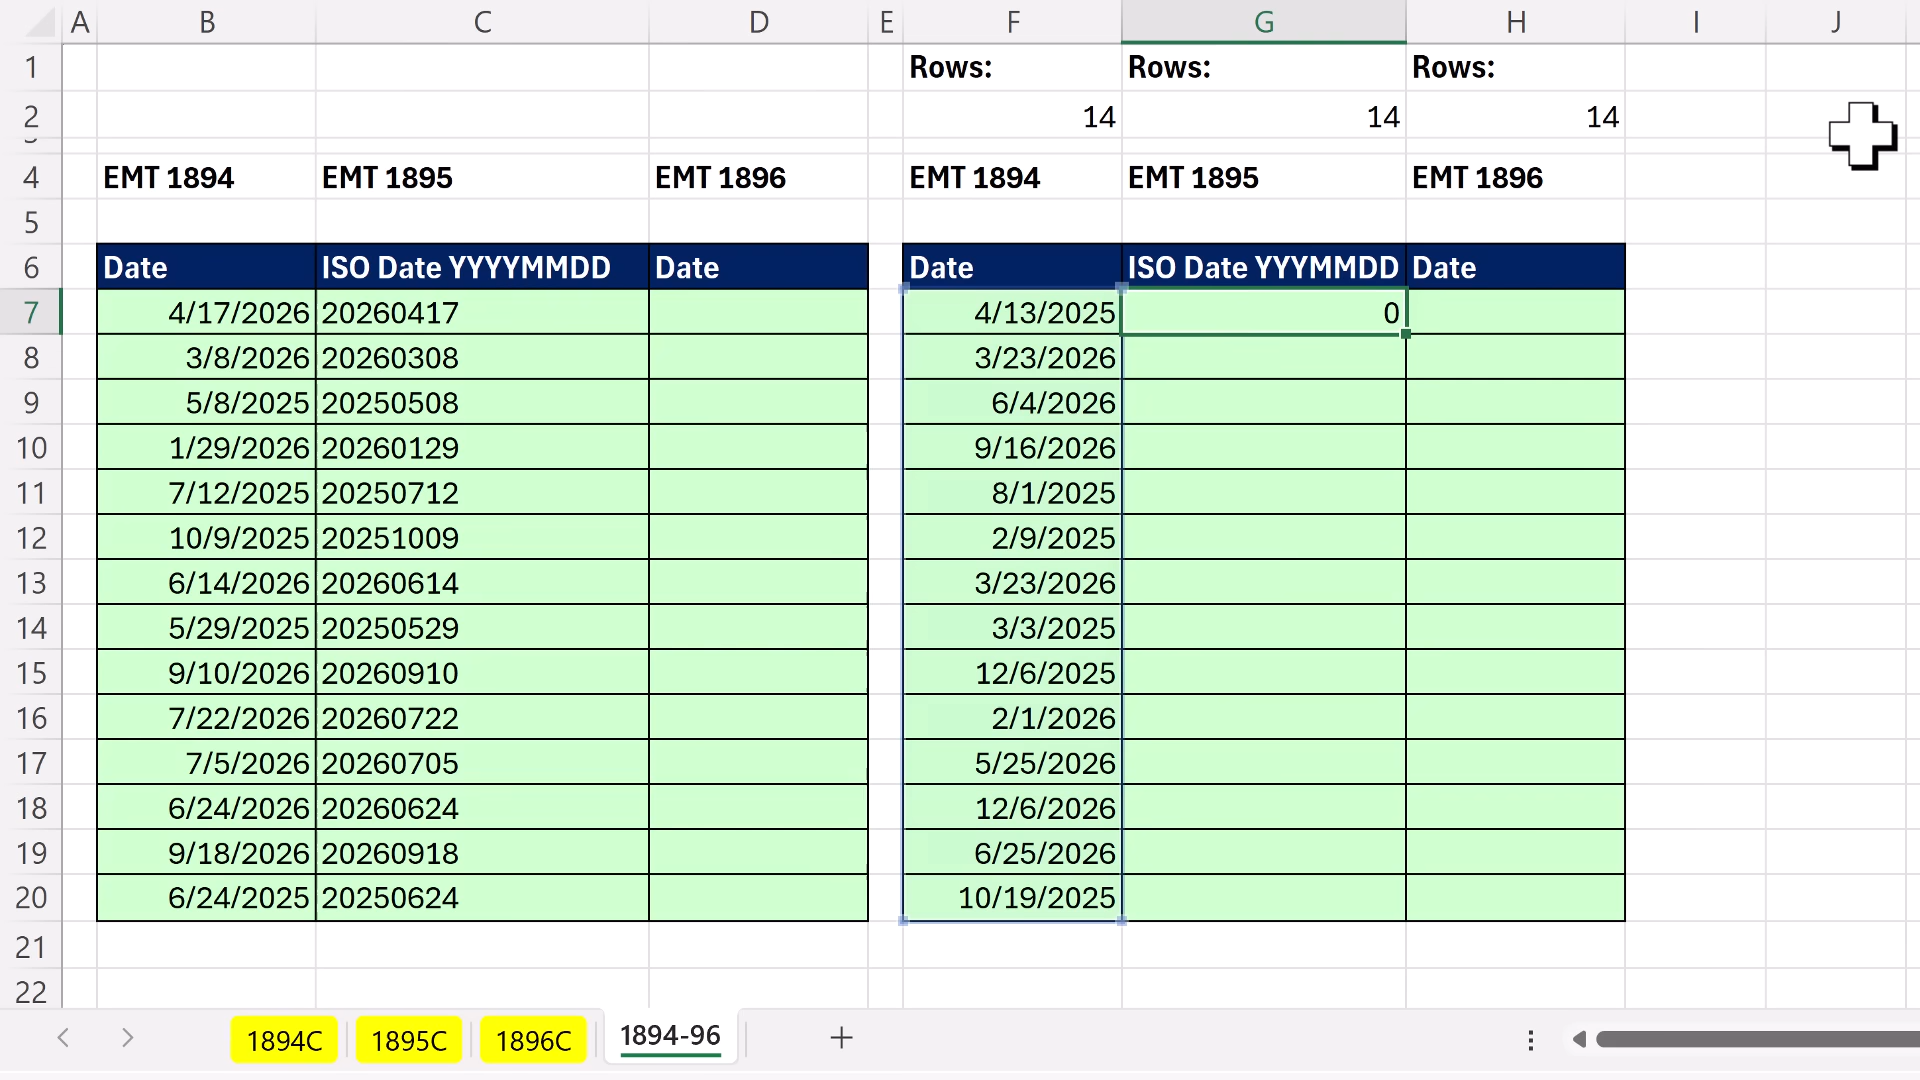 A B C D E F G H I J
1 Rows: Rows: Rows:
2 14 14 14
4 EMT 1894 EMT 1895 EMT 1896 EMT 1894 EMT 1895 EMT 1896
5
6 Date ISO Date YYYYMMDD Date Date ISO Date YYYMMDD Date
7 4/17/2026 20260417 4/13/2025 0
8 3/8/2026 20260308 3/23/2026
9 5/8/2025 20250508 6/4/2026
10 1/29/2026 20260129 9/16/2026
11 7/12/2025 20250712 8/1/2025
12 10/9/2025 20251009 2/9/2025
13 6/14/2026 20260614 3/23/2026
14 5/29/2025 20250529 3/3/2025
15 9/10/2026 20260910 12/6/2025
16 7/22/2026 20260722 2/1/2026
17 7/5/2026 20260705 5/25/2026
18 6/24/2026 20260624 12/6/2026
19 9/18/2026 20260918 6/25/2026
20 6/24/2025 20250624 10/19/2025
21
22
1894C 1895C 1896C 1894-96